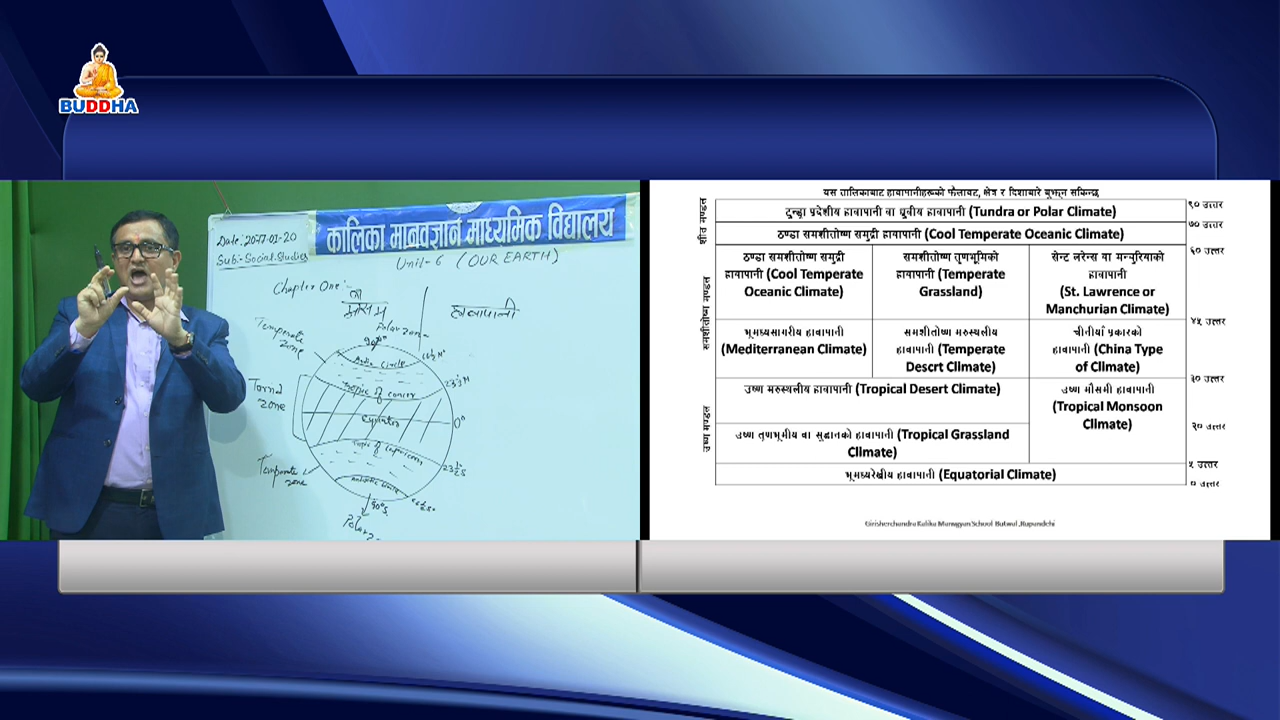 BUDDHA
कालिका मानवज्ञान माध्यमिक विद्यालय
Date: 2077-01-20
Sub:- Social Studies
Unit-6 (OUR EARTH)
Chapter One:-
हावापानी
Temperate
zone
Polar zone
90°
66½ N°
Arctic circle
23½ N
Tropic of cancer
Torrid
zone
Equator
0°
Tropic of capricorn
23½ S
Temperate
zone
Antarctic circle
66½ S°
90°S
यस तालिकाबाट हावापानीहरूको फैलावट, क्षेत्र र दिशाबारे बुझ्न सकिन्छ
९० उत्तर
शीत मण्डल
टुन्ड्रा प्रदेशीय हावापानी वा ध्रुवीय हावापानी (Tundra or Polar Climate)
७० उत्तर
ठण्डा समशीतोष्ण समुद्री हावापानी (Cool Temperate Oceanic Climate)
६० उत्तर
समशीतोष्ण मण्डल
ठण्डा समशीतोष्ण समुद्री
हावापानी (Cool Temperate
Oceanic Climate)
समशीतोष्ण तृणभूमिको
हावापानी (Temperate
Grassland)
सेन्ट लरेन्स वा मन्चुरियाको
हावापानी
(St. Lawrence or
Manchurian Climate)
४५ उत्तर
भूमध्यसागरीय हावापानी
(Mediterranean Climate)
समशीतोष्ण मरुस्थलीय
हावापानी (Temperate
Desert Climate)
चीनीयाँ प्रकारको
हावापानी (China Type
of Climate)
३० उत्तर
उष्ण मण्डल
उष्ण मरुस्थलीय हावापानी (Tropical Desert Climate)
उष्ण मौसमी हावापानी
(Tropical Monsoon
Climate)
२० उत्तर
उष्ण तृणभूमीय वा सुडानको हावापानी (Tropical Grassland
Climate)
५ उत्तर
भूमध्यरेखीय हावापानी (Equatorial Climate)
० उत्तर
Girisherchandra Kalika Managyan School Butwal ,Rupandehi